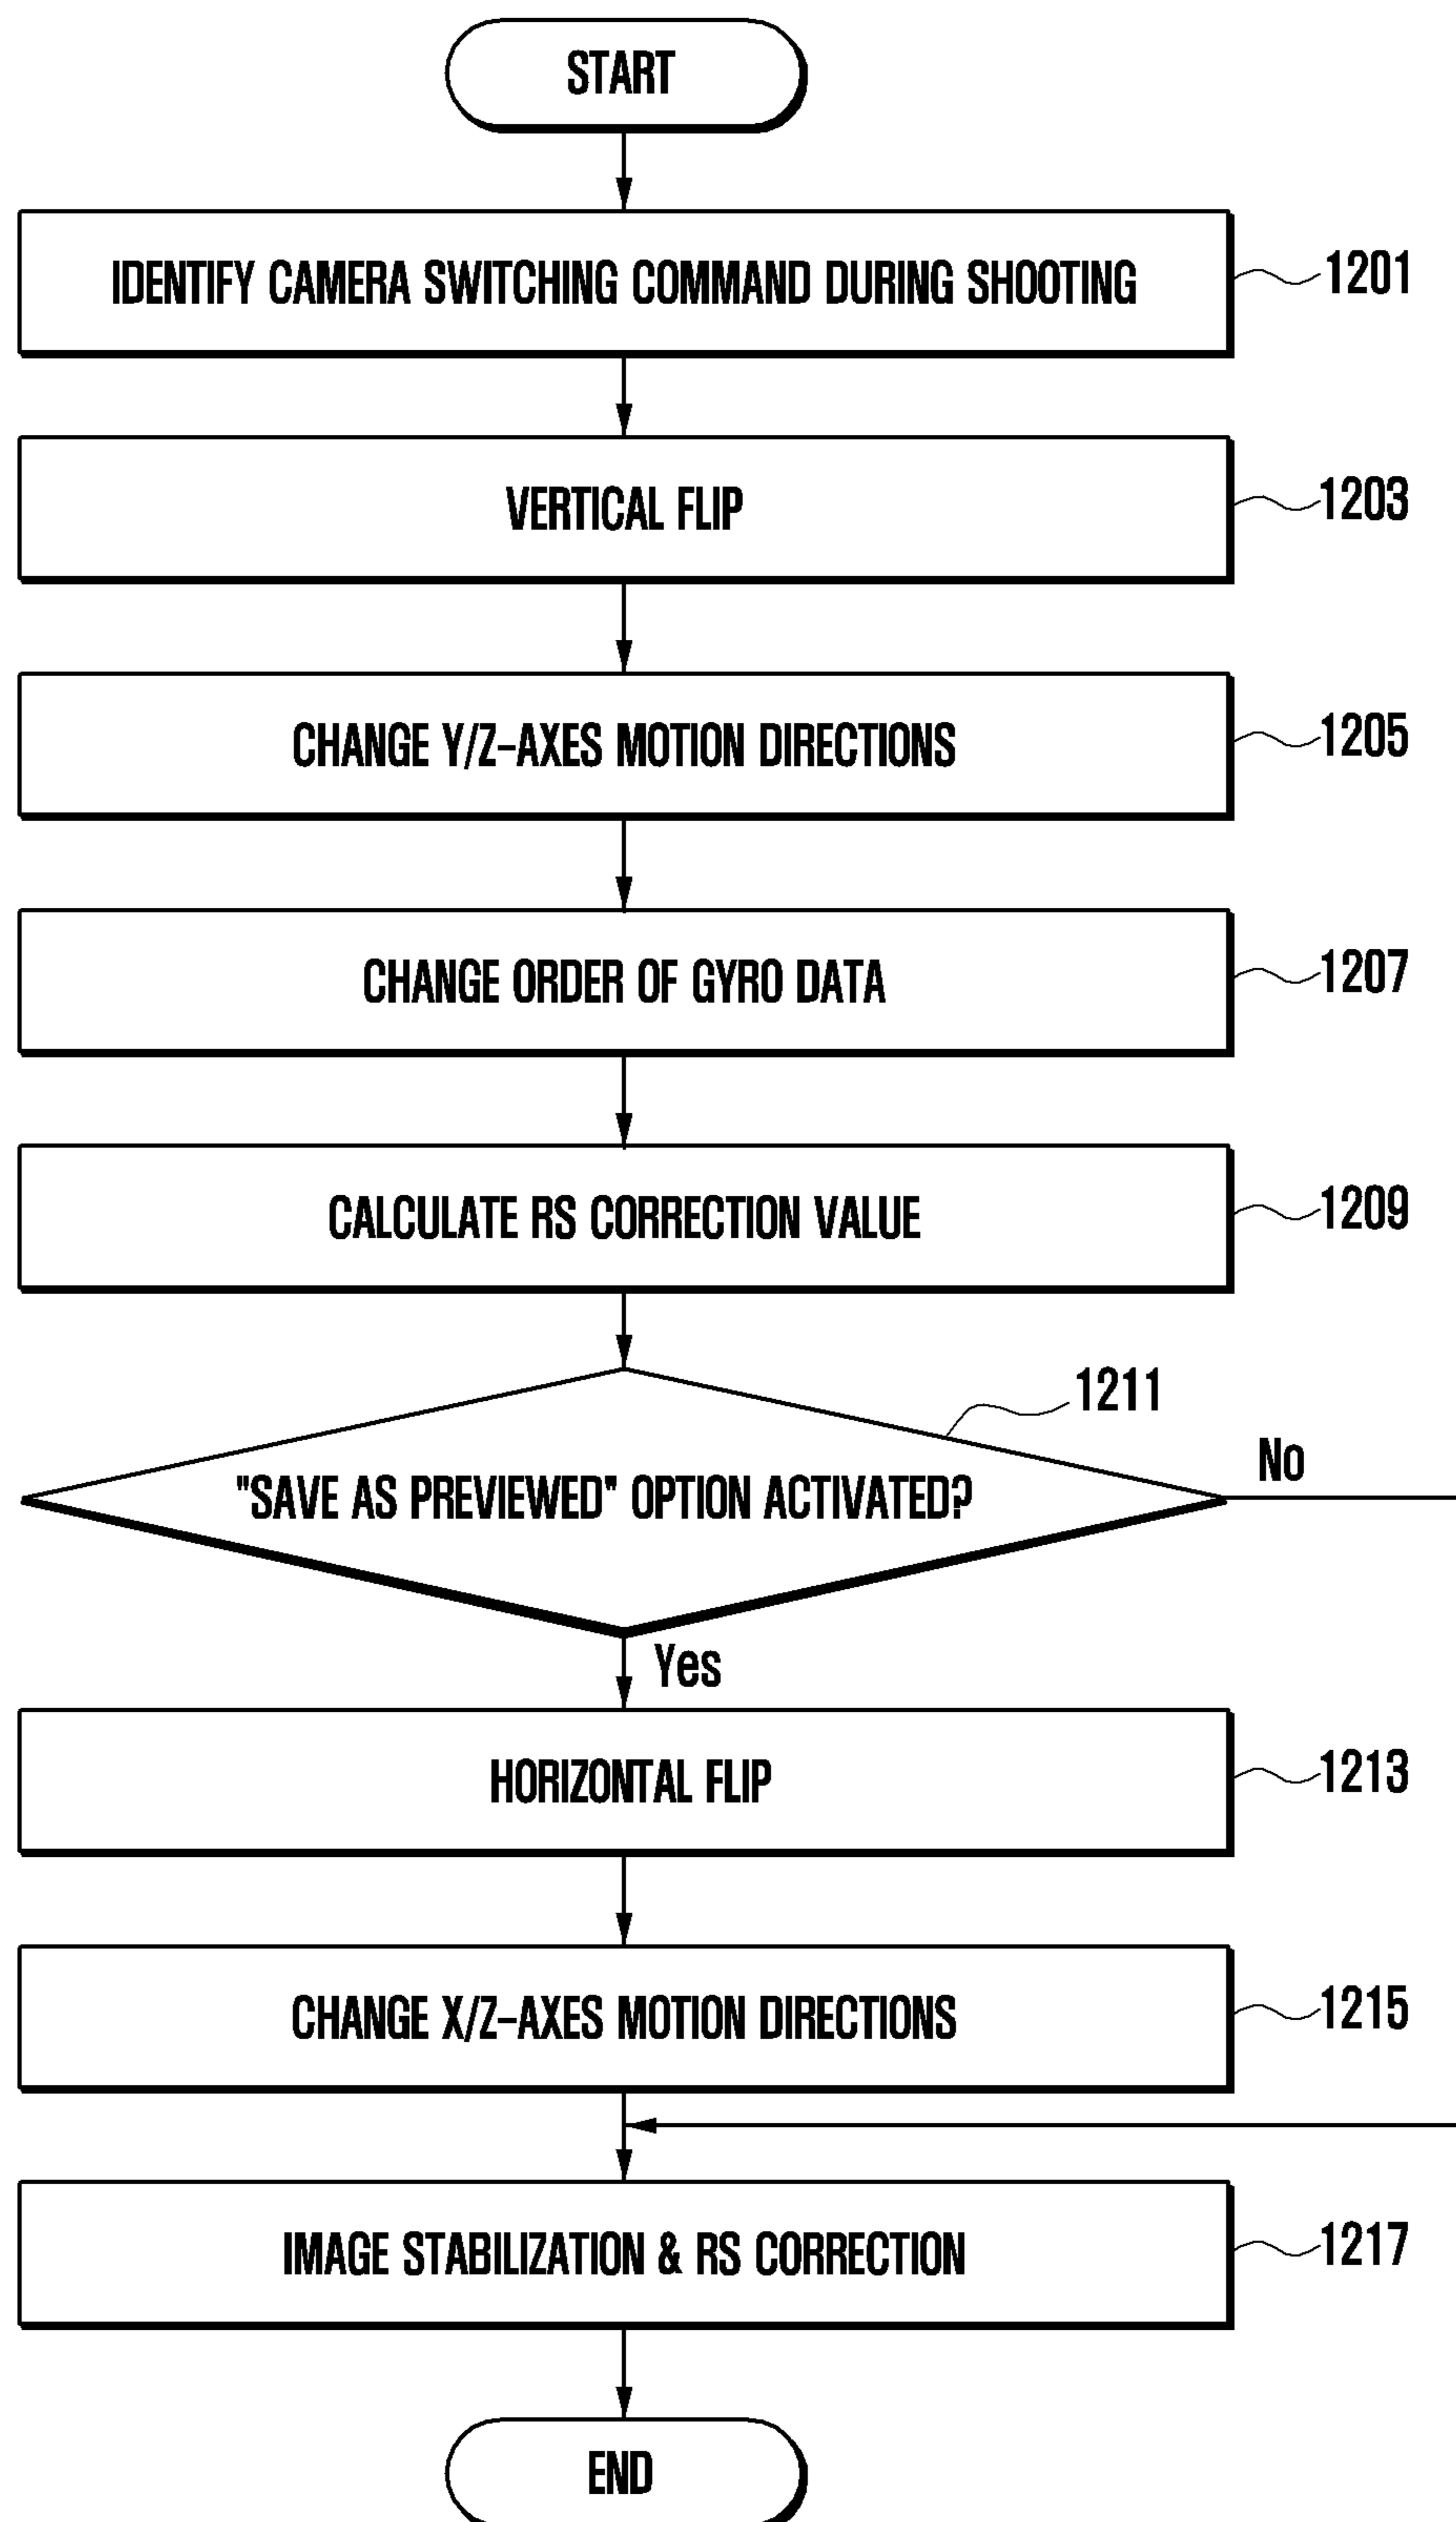 START
IDENTIFY CAMERA SWITCHING COMMAND DURING SHOOTING
1201
VERTICAL FLIP
1203
CHANGE Y/Z-AXES MOTION DIRECTIONS
1205
CHANGE ORDER OF GYRO DATA
1207
CALCULATE RS CORRECTION VALUE
1209
1211
"SAVE AS PREVIEWED" OPTION ACTIVATED?
No
Yes
HORIZONTAL FLIP
1213
CHANGE X/Z-AXES MOTION DIRECTIONS
1215
IMAGE STABILIZATION & RS CORRECTION
1217
END